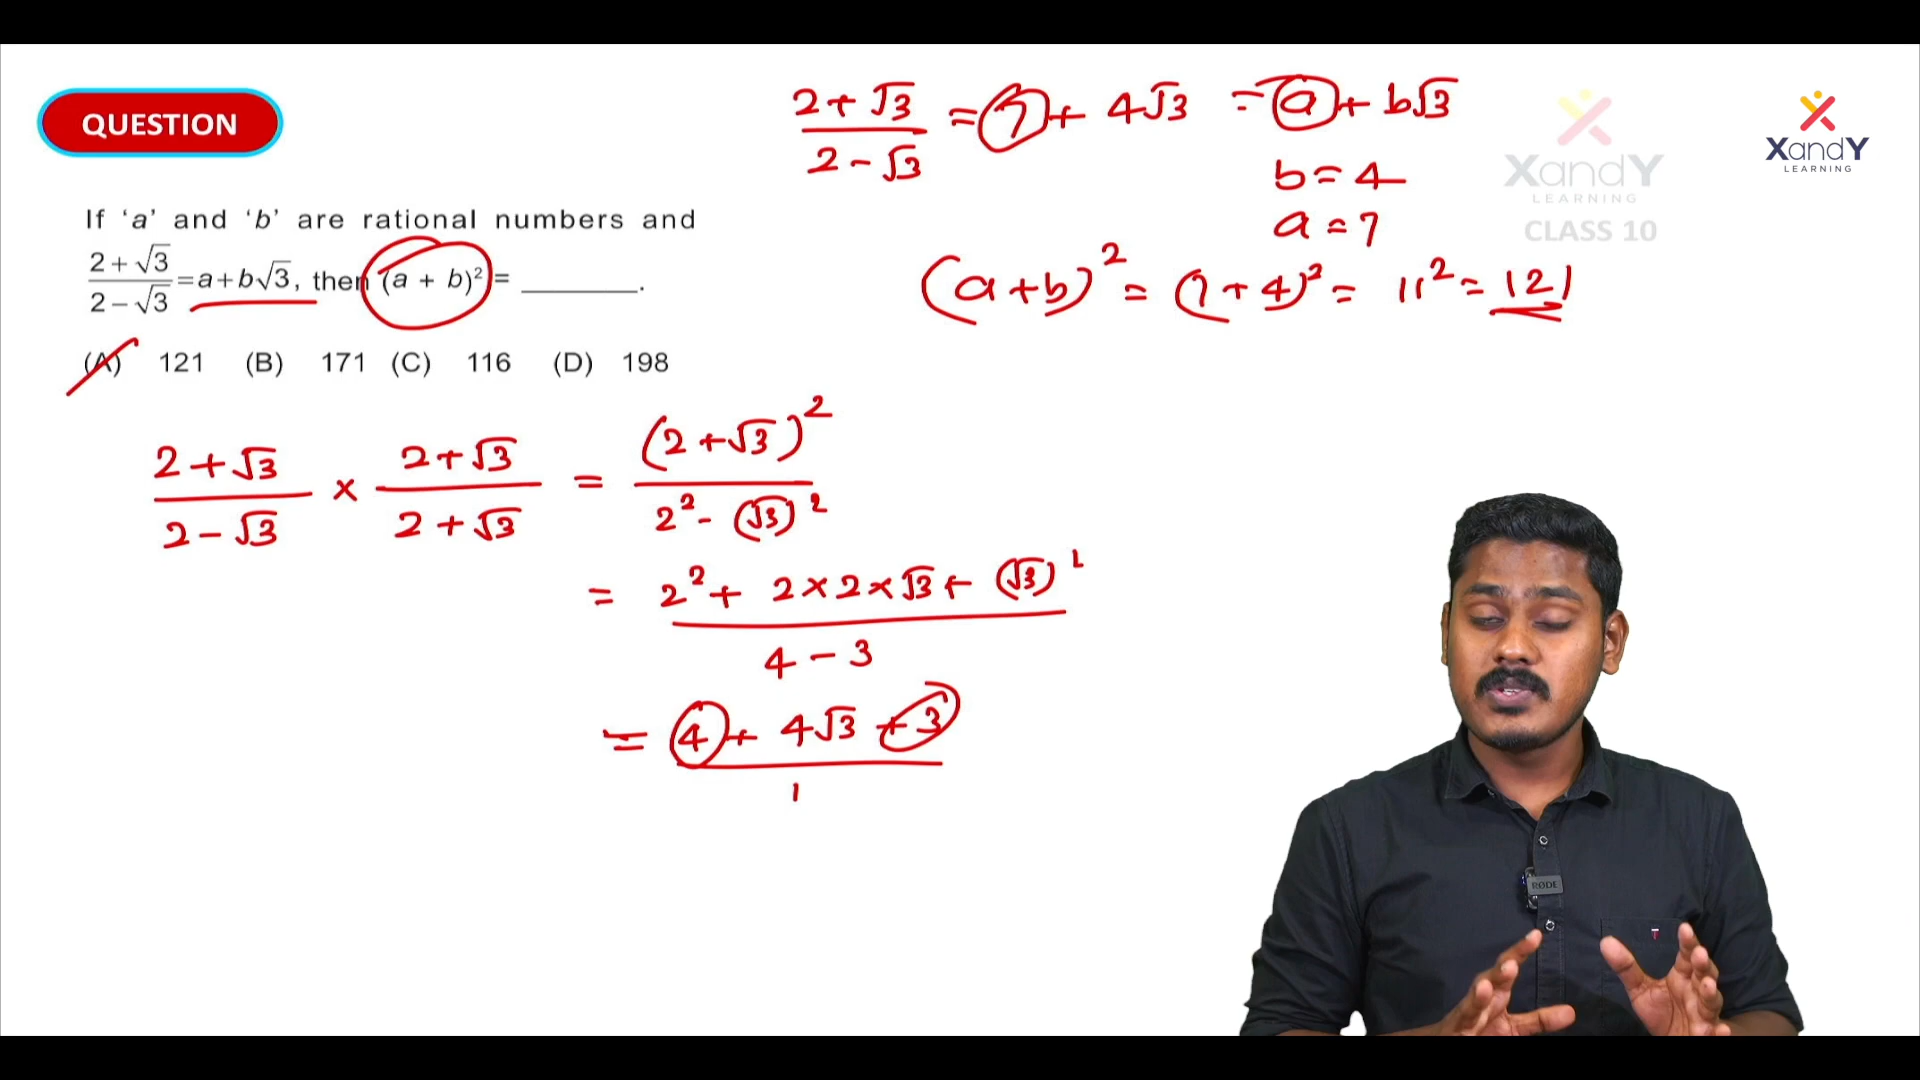 QUESTION
If ‘a’ and ‘b’ are rational numbers and
(2 + √3)/(2 − √3) = a + b√3, then (a + b)² = ________.
(A) 121 (B) 171 (C) 116 (D) 198
(2 + √3)/(2 − √3) = 7 + 4√3 = a + b√3
b = 4
a = 7
(a + b)² = (7 + 4)² = 11² = 121
XandY
LEARNING
CLASS 10
XandY
LEARNING
(2 + √3)/(2 − √3) × (2 + √3)/(2 + √3) = (2 + √3)²/(2² − (√3)²)
= (2² + 2 × 2 × √3 + (√3)²)/(4 − 3)
= (4 + 4√3 + 3)/1
RØDE